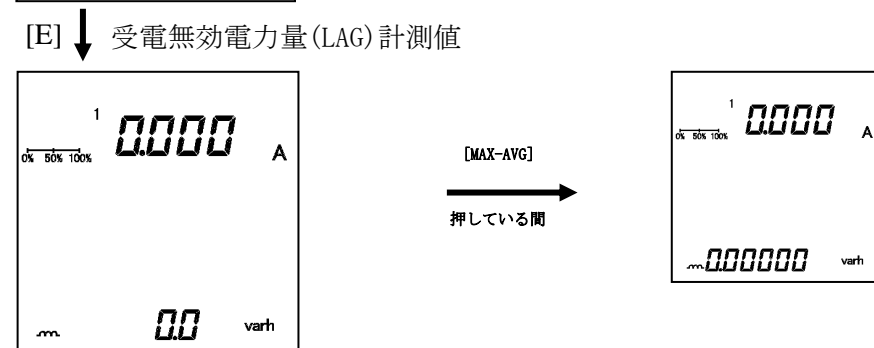 [E] 受電無効電力量(LAG)計測値
1
0.000 A
0% 50% 100%
0.0 varh
[MAX-AVG]
押している間
1
0.000 A
0% 50% 100%
0.00000 varh